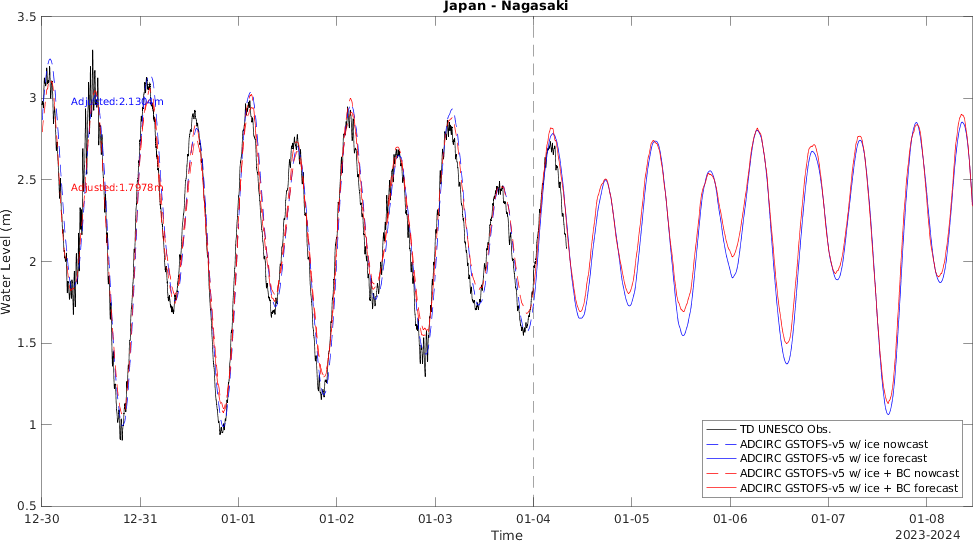 Japan - Nagasaki
3.5
3
2.5
2
1.5
1
0.5
Water Level (m)
Adjusted:2.1304m
Adjusted:1.7978m
TD UNESCO Obs.
ADCIRC GSTOFS-v5 w/ ice nowcast
ADCIRC GSTOFS-v5 w/ ice forecast
ADCIRC GSTOFS-v5 w/ ice + BC nowcast
ADCIRC GSTOFS-v5 w/ ice + BC forecast
12-30 12-31 01-01 01-02 01-03 01-04 01-05 01-06 01-07 01-08
Time
2023-2024